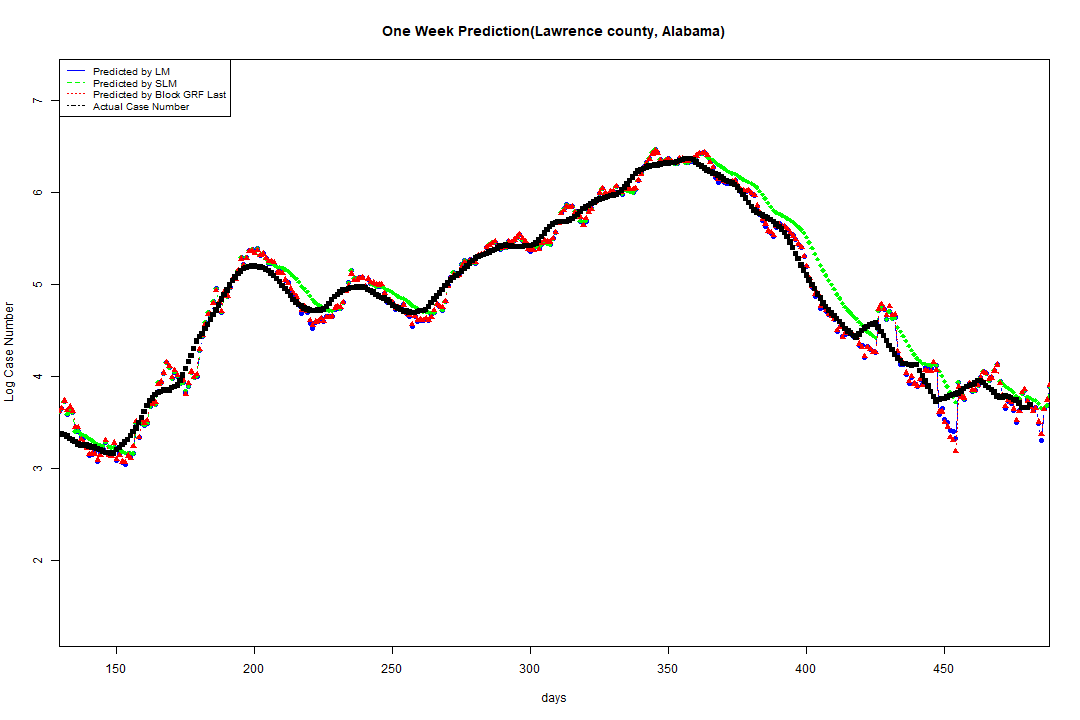 One Week Prediction(Lawrence county, Alabama)
Predicted by LM
Predicted by SLM
Predicted by Block GRF Last
Actual Case Number
7
6
5
4
3
2
Log Case Number
150 200 250 300 350 400 450
days